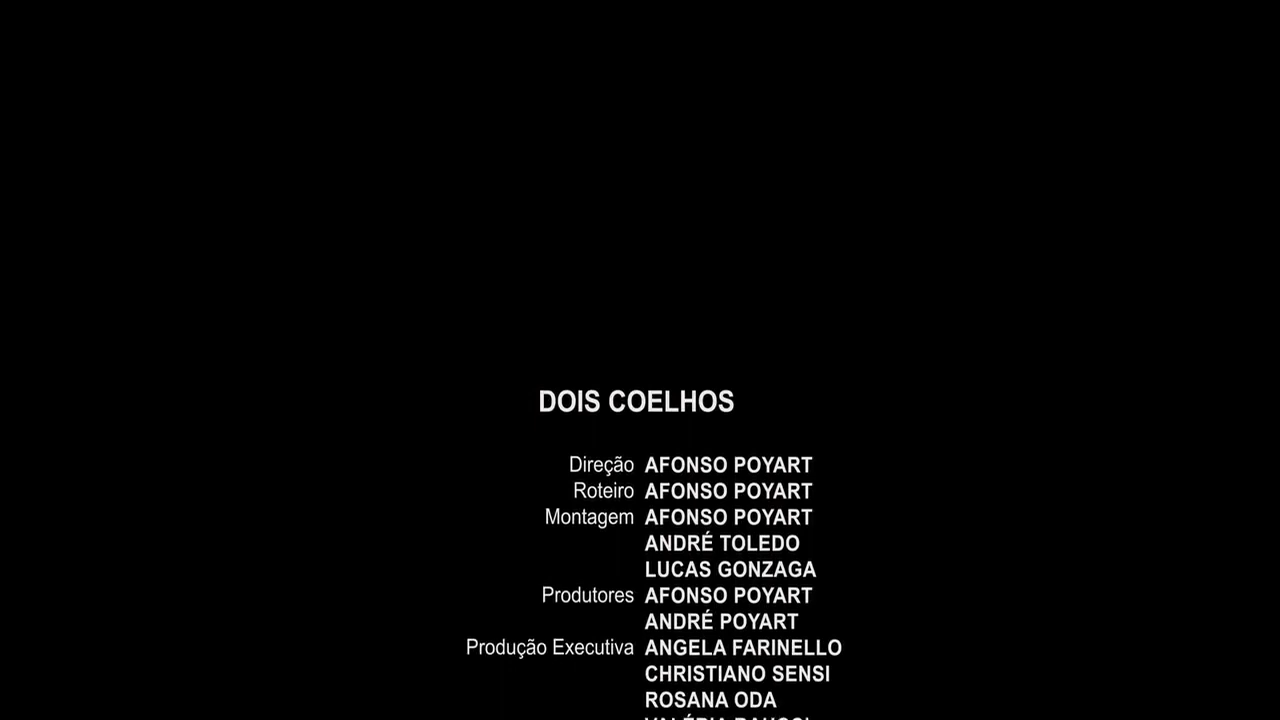 DOIS COELHOS
Direção AFONSO POYART
Roteiro AFONSO POYART
Montagem AFONSO POYART
ANDRÉ TOLEDO
LUCAS GONZAGA
Produtores AFONSO POYART
ANDRÉ POYART
Produção Executiva ANGELA FARINELLO
CHRISTIANO SENSI
ROSANA ODA